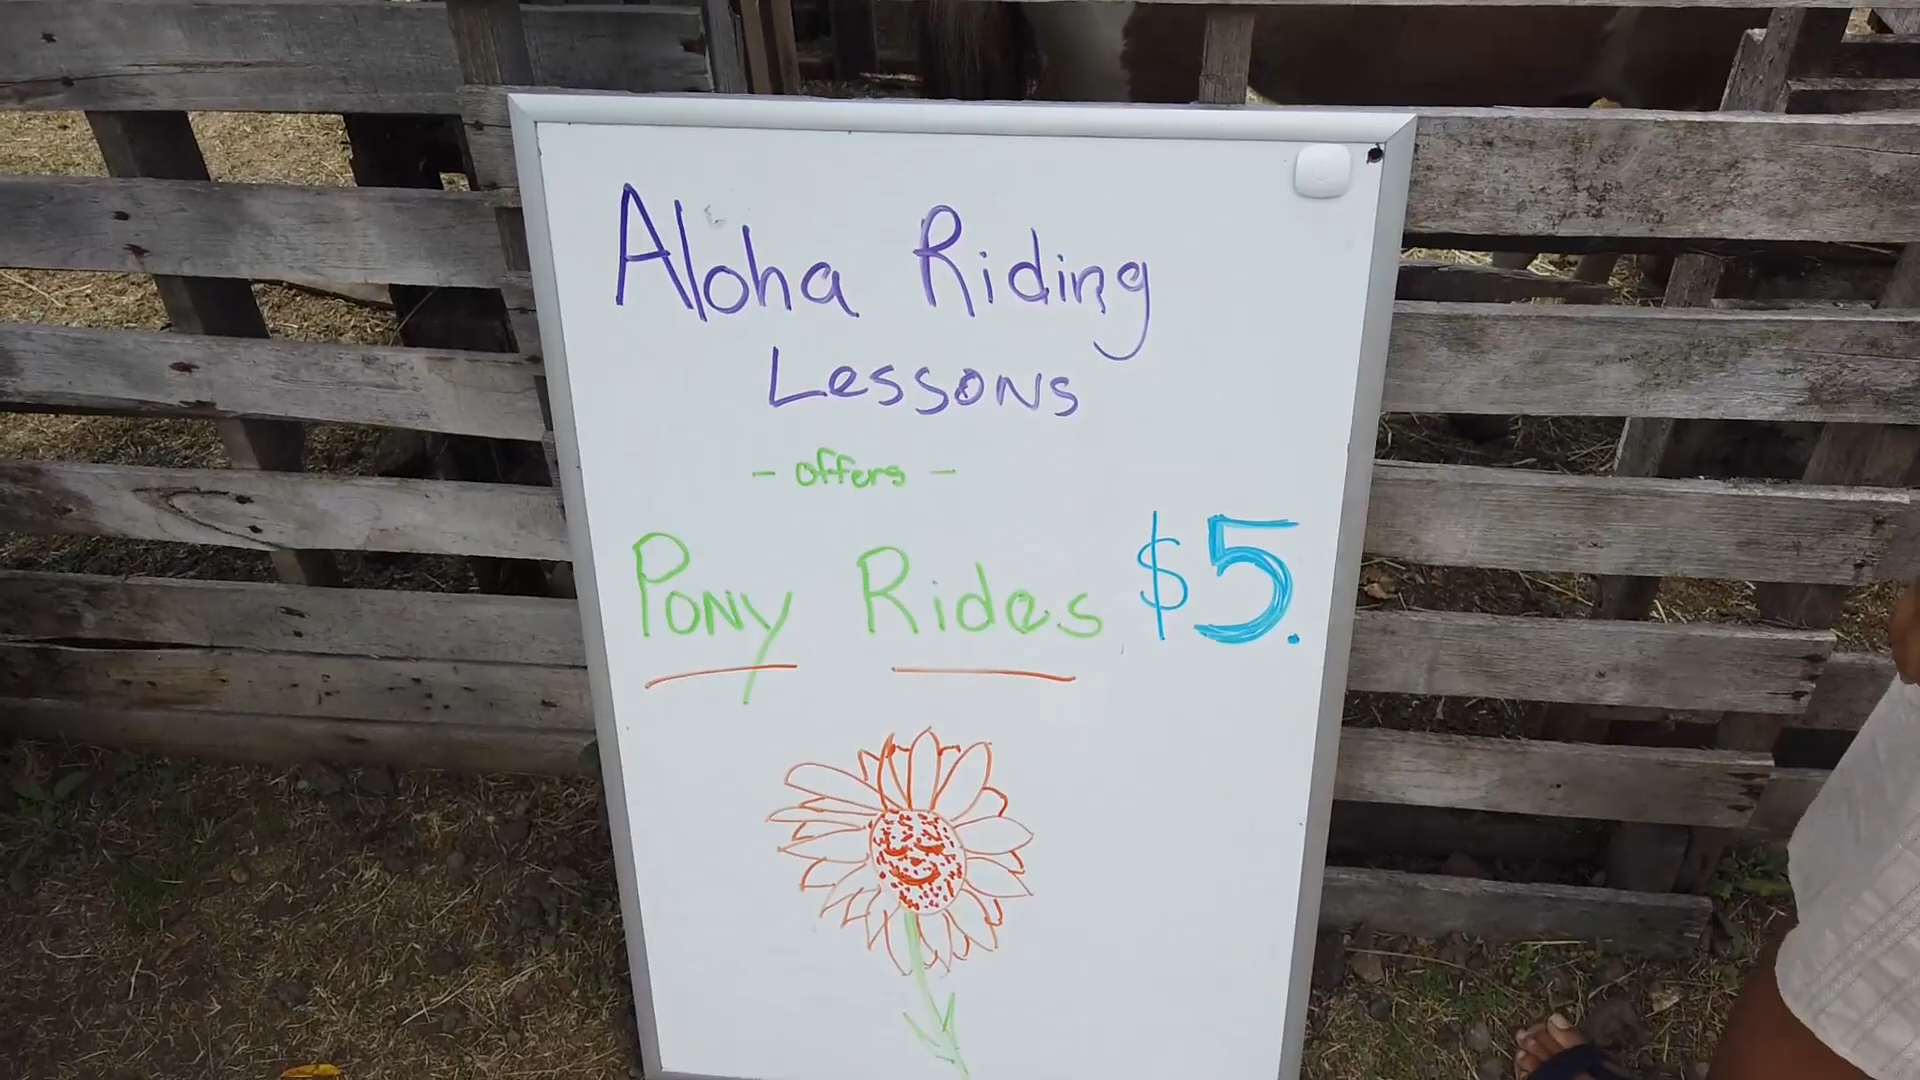 Aloha Riding
Lessons
- offers -
Pony Rides $5.